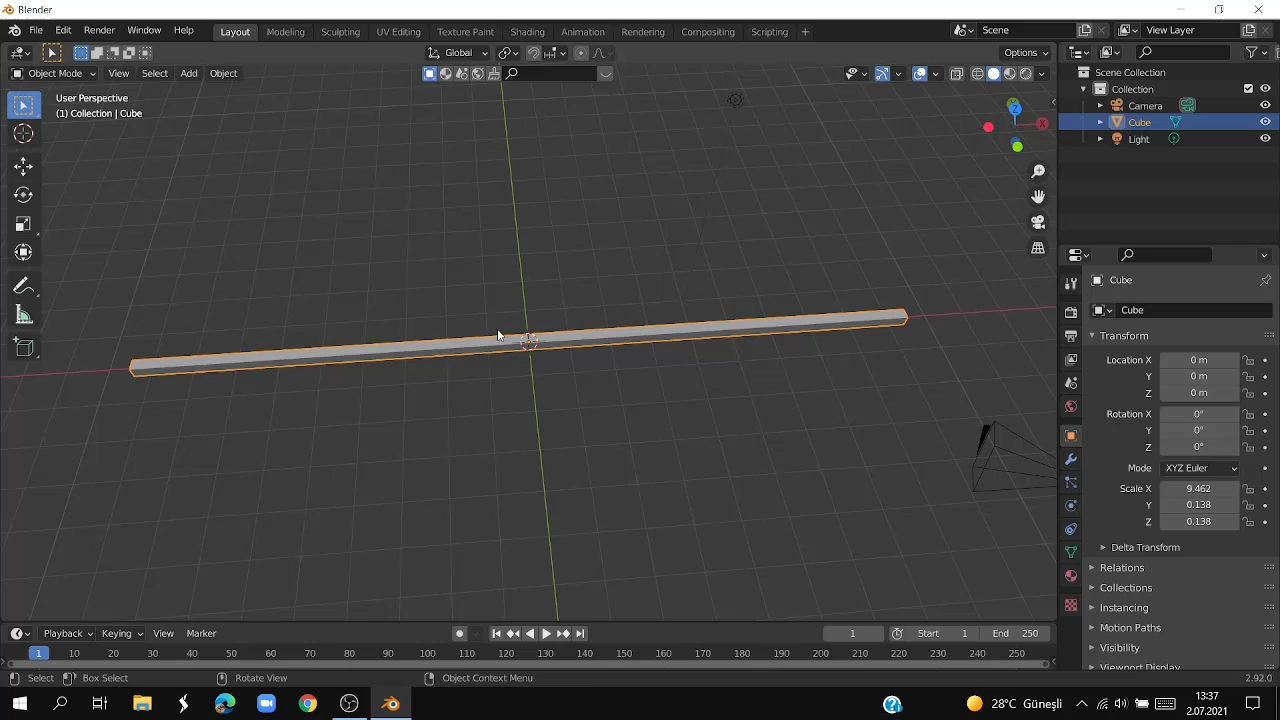 Blender
File Edit Render Window Help
Layout Modeling Sculpting UV Editing Texture Paint Shading Animation Rendering Compositing Scripting +
Scene
View Layer
Global
Options
Object Mode View Select Add Object
User Perspective
(1) Collection | Cube
Z
X
Scene Collection
Collection
Camera
Cube
Light
Cube
Cube
Transform
Location X 0 m
Y 0 m
Z 0 m
Rotation X 0°
Y 0°
Z 0°
Mode XYZ Euler
Scale X 9.462
Y 0.138
Z 0.138
Delta Transform
Relations
Collections
Instancing
Motion Paths
Visibility
Viewport Display
Playback Keying View Marker
1 Start 1 End 250
1 10 20 30 40 50 60 70 80 90 100 110 120 130 140 150 160 170 180 190 200 210 220 230 240 250
Select Box Select Rotate View Object Context Menu 2.92.0
28°C Güneşli
13:37
2.07.2021